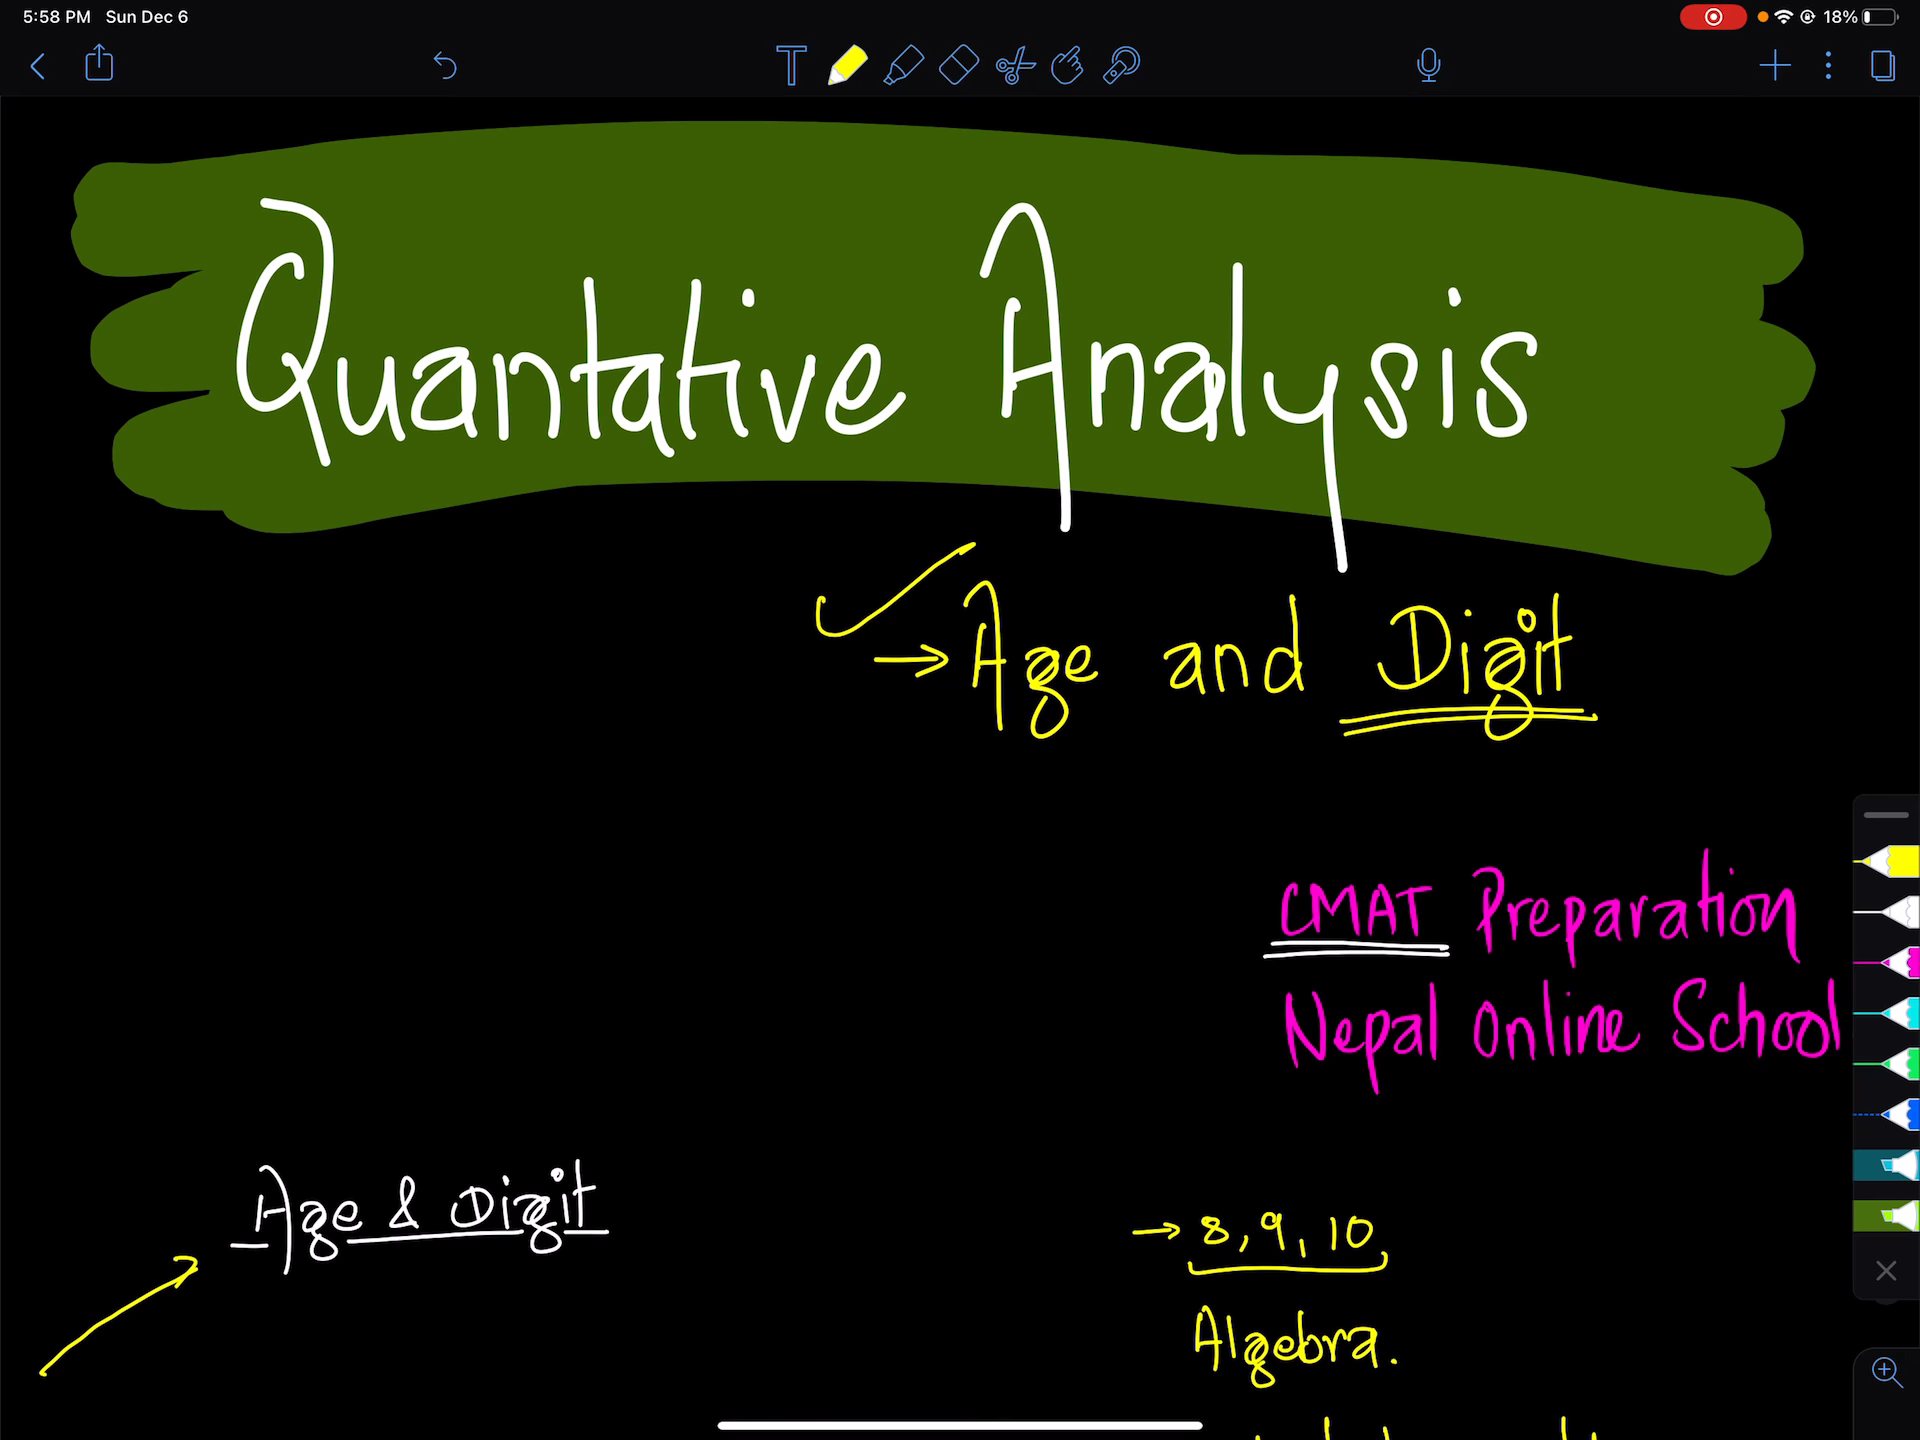 5:58 PM Sun Dec 6
18%
T
Quantative Analysis
→ Age and Digit
CMAT Preparation
Nepal Online School
Age & Digit
→ 8, 9, 10
Algebra.